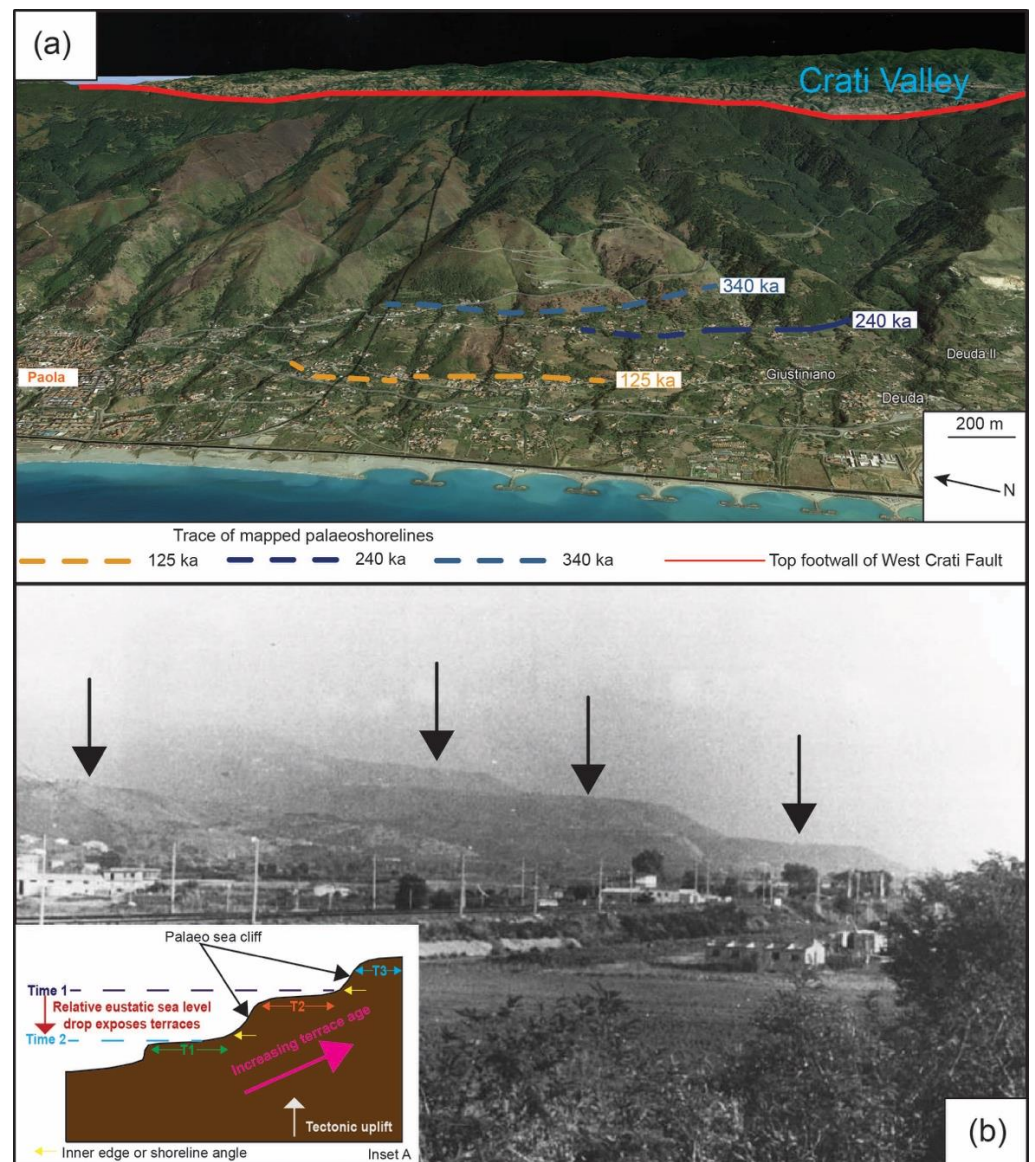 (a)
Crati Valley
340 ka
240 ka
Deuda II
Paola
125 ka
Giustiniano
Deuda
200 m
N
Trace of mapped palaeoshorelines
125 ka
240 ka
340 ka
Top footwall of West Crati Fault
Palaeo sea cliff
T3
Time 1
Relative eustatic sea level
drop exposes terraces
T2
Time 2
T1
Increasing terrace age
Tectonic uplift
Inner edge or shoreline angle
Inset A
(b)